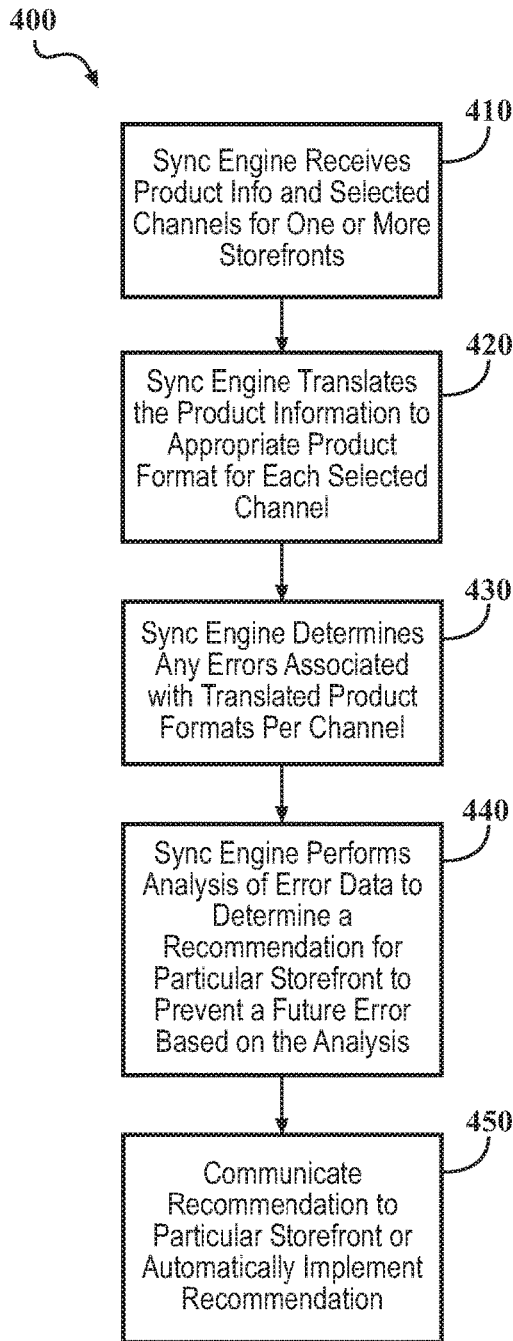 400
410
Sync Engine Receives
Product Info and Selected
Channels for One or More
Storefronts
420
Sync Engine Translates
the Product Information to
Appropriate Product
Format for Each Selected
Channel
430
Sync Engine Determines
Any Errors Associated
with Translated Product
Formats Per Channel
440
Sync Engine Performs
Analysis of Error Data to
Determine a
Recommendation for
Particular Storefront to
Prevent a Future Error
Based on the Analysis
450
Communicate
Recommendation to
Particular Storefront or
Automatically Implement
Recommendation